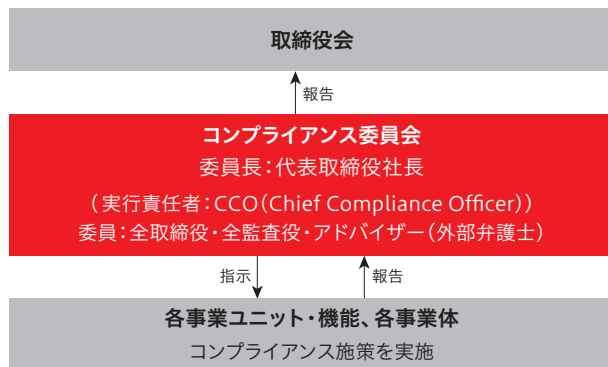 取締役会
報告
コンプライアンス委員会
委員長：代表取締役社長
（実行責任者：CCO（Chief Compliance Officer））
委員：全取締役・全監査役・アドバイザー（外部弁護士）
指示
報告
各事業ユニット・機能、各事業体
コンプライアンス施策を実施